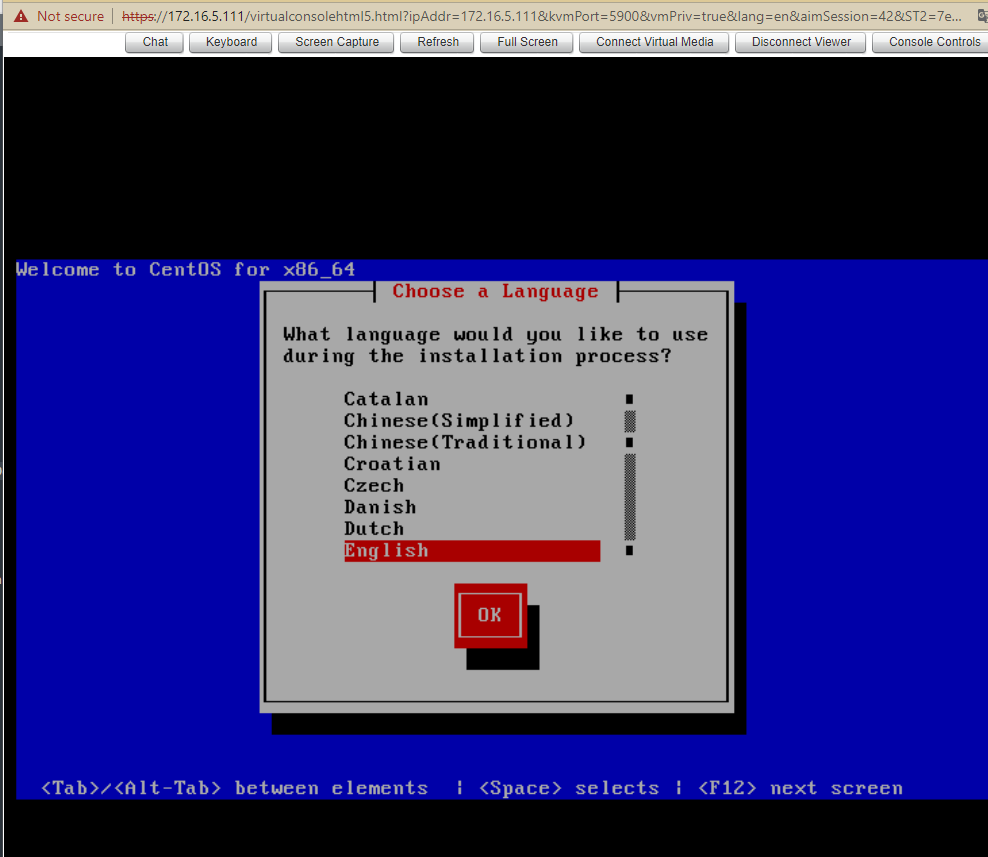 Not secure https://172.16.5.111/virtualconsolehtml5.html?ipAddr=172.16.5.111&kvmPort=5900&vmPriv=true&lang=en&aimSession=42&ST2=7e...
Chat Keyboard Screen Capture Refresh Full Screen Connect Virtual Media Disconnect Viewer Console Controls
Welcome to CentOS for x86_64
Choose a Language
What language would you like to use
during the installation process?
Catalan
Chinese(Simplified)
Chinese(Traditional)
Croatian
Czech
Danish
Dutch
English
OK
<Tab>/<Alt-Tab> between elements | <Space> selects | <F12> next screen